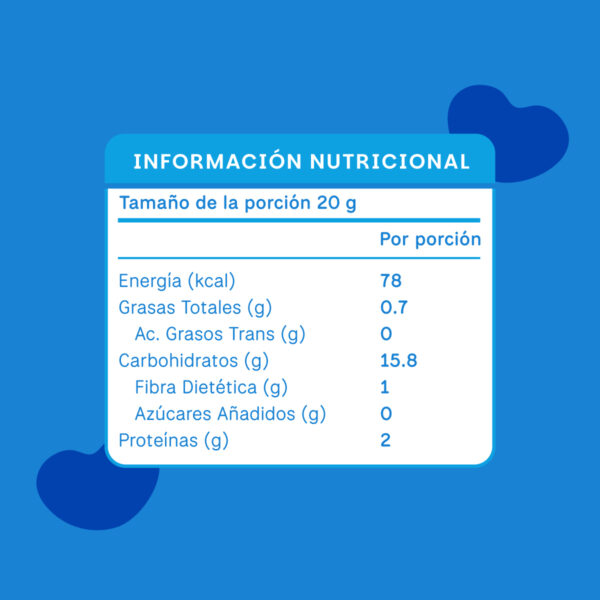 INFORMACIÓN NUTRICIONAL
Tamaño de la porción 20 g
Por porción
Energía (kcal) 78
Grasas Totales (g) 0.7
Ac. Grasos Trans (g) 0
Carbohidratos (g) 15.8
Fibra Dietética (g) 1
Azúcares Añadidos (g) 0
Proteínas (g) 2